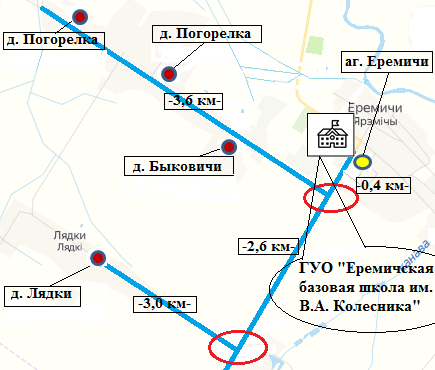 д. Погорелка
д. Погорелка
аг. Еремичи
-3,6 км-
Еремичи
Ярэмічы
д. Быковичи
-0,4 км-
Лядки
Лядкі
-2,6 км-
д. Лядки
-3,0 км-
ГУО "Еремичская
базовая школа им.
В.А. Колесника"